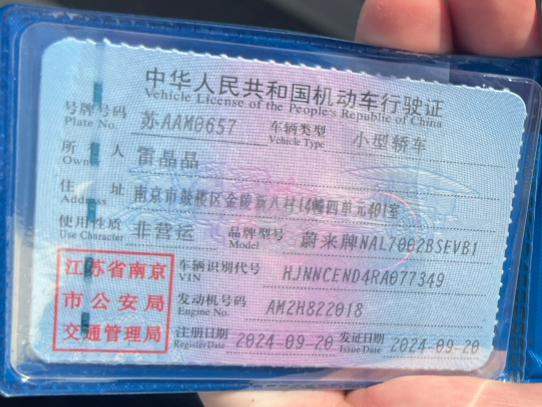 中华人民共和国机动车行驶证
Vehicle License of the People's Republic of China
号牌号码 苏AAM0657 车辆类型 小型轿车
Plate No. Vehicle Type
所有人 雷晶晶
Owner
住址 南京市鼓楼区金陵新八村14幢四单元401室
使用性质 非营运 品牌型号 蔚来牌NAL7002BSEVB1
Use Character Model
江苏省南京市公安局交通管理局
车辆识别代号 HJNNCEND4RA077349
VIN
发动机号码 AM2H822018
Engine No.
注册日期 2024-09-20 发证日期 2024-09-20
Register Date Issue Date